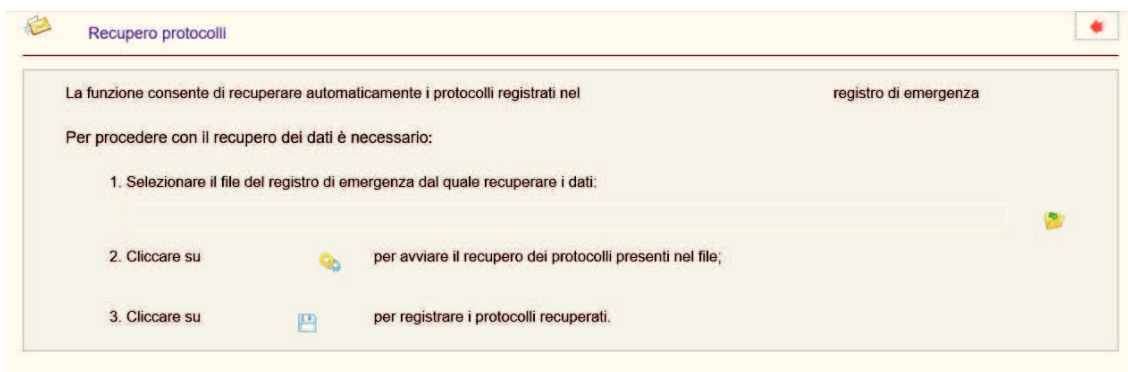 Recupero protocolli
La funzione consente di recuperare automaticamente i protocolli registrati nel registro di emergenza
Per procedere con il recupero dei dati è necessario:
1. Selezionare il file del registro di emergenza dal quale recuperare i dati:
2. Cliccare su per avviare il recupero dei protocolli presenti nel file;
3. Cliccare su per registrare i protocolli recuperati.